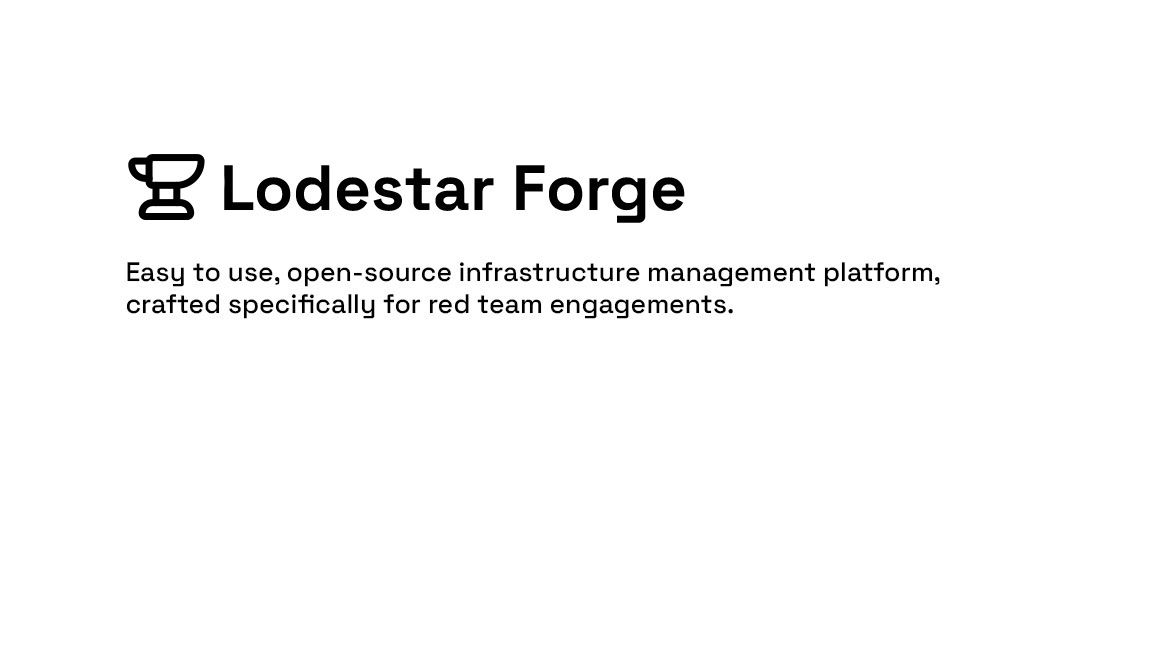 Lodestar Forge
Easy to use, open-source infrastructure management platform,
crafted specifically for red team engagements.